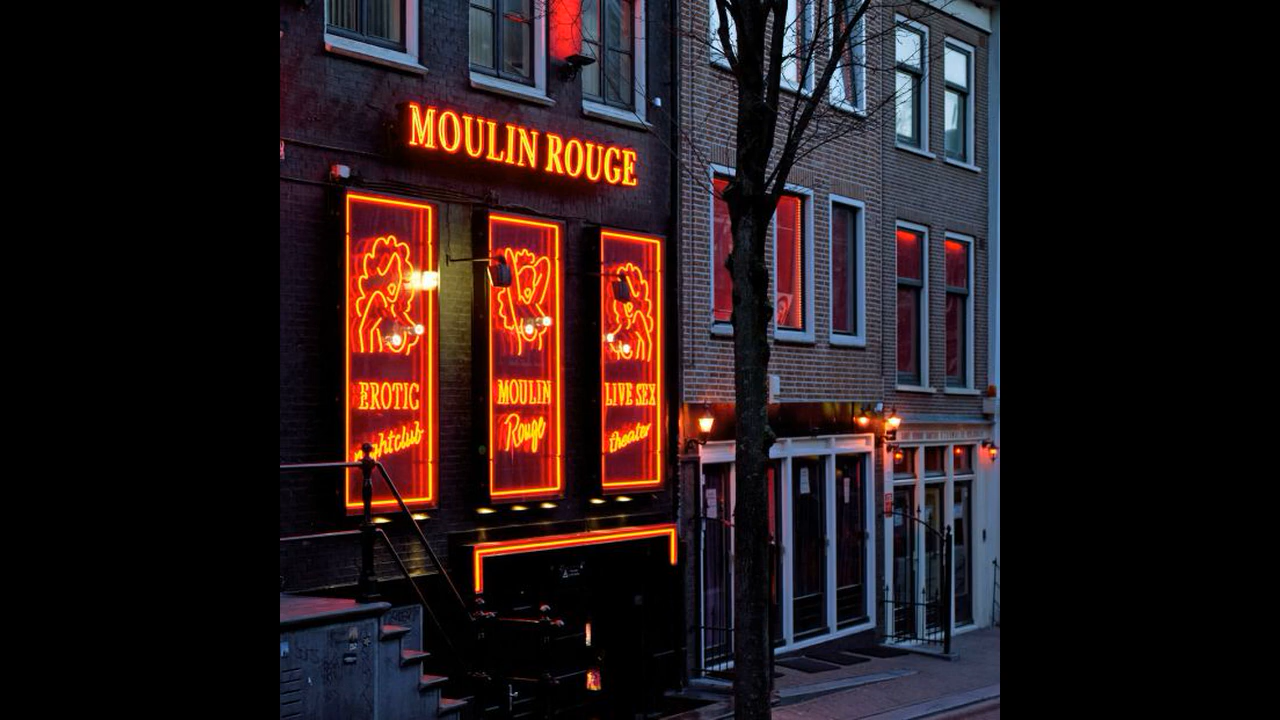 MOULIN ROUGE
EROTIC
nightclub
MOULIN
Rouge
LIVE SEX
theater